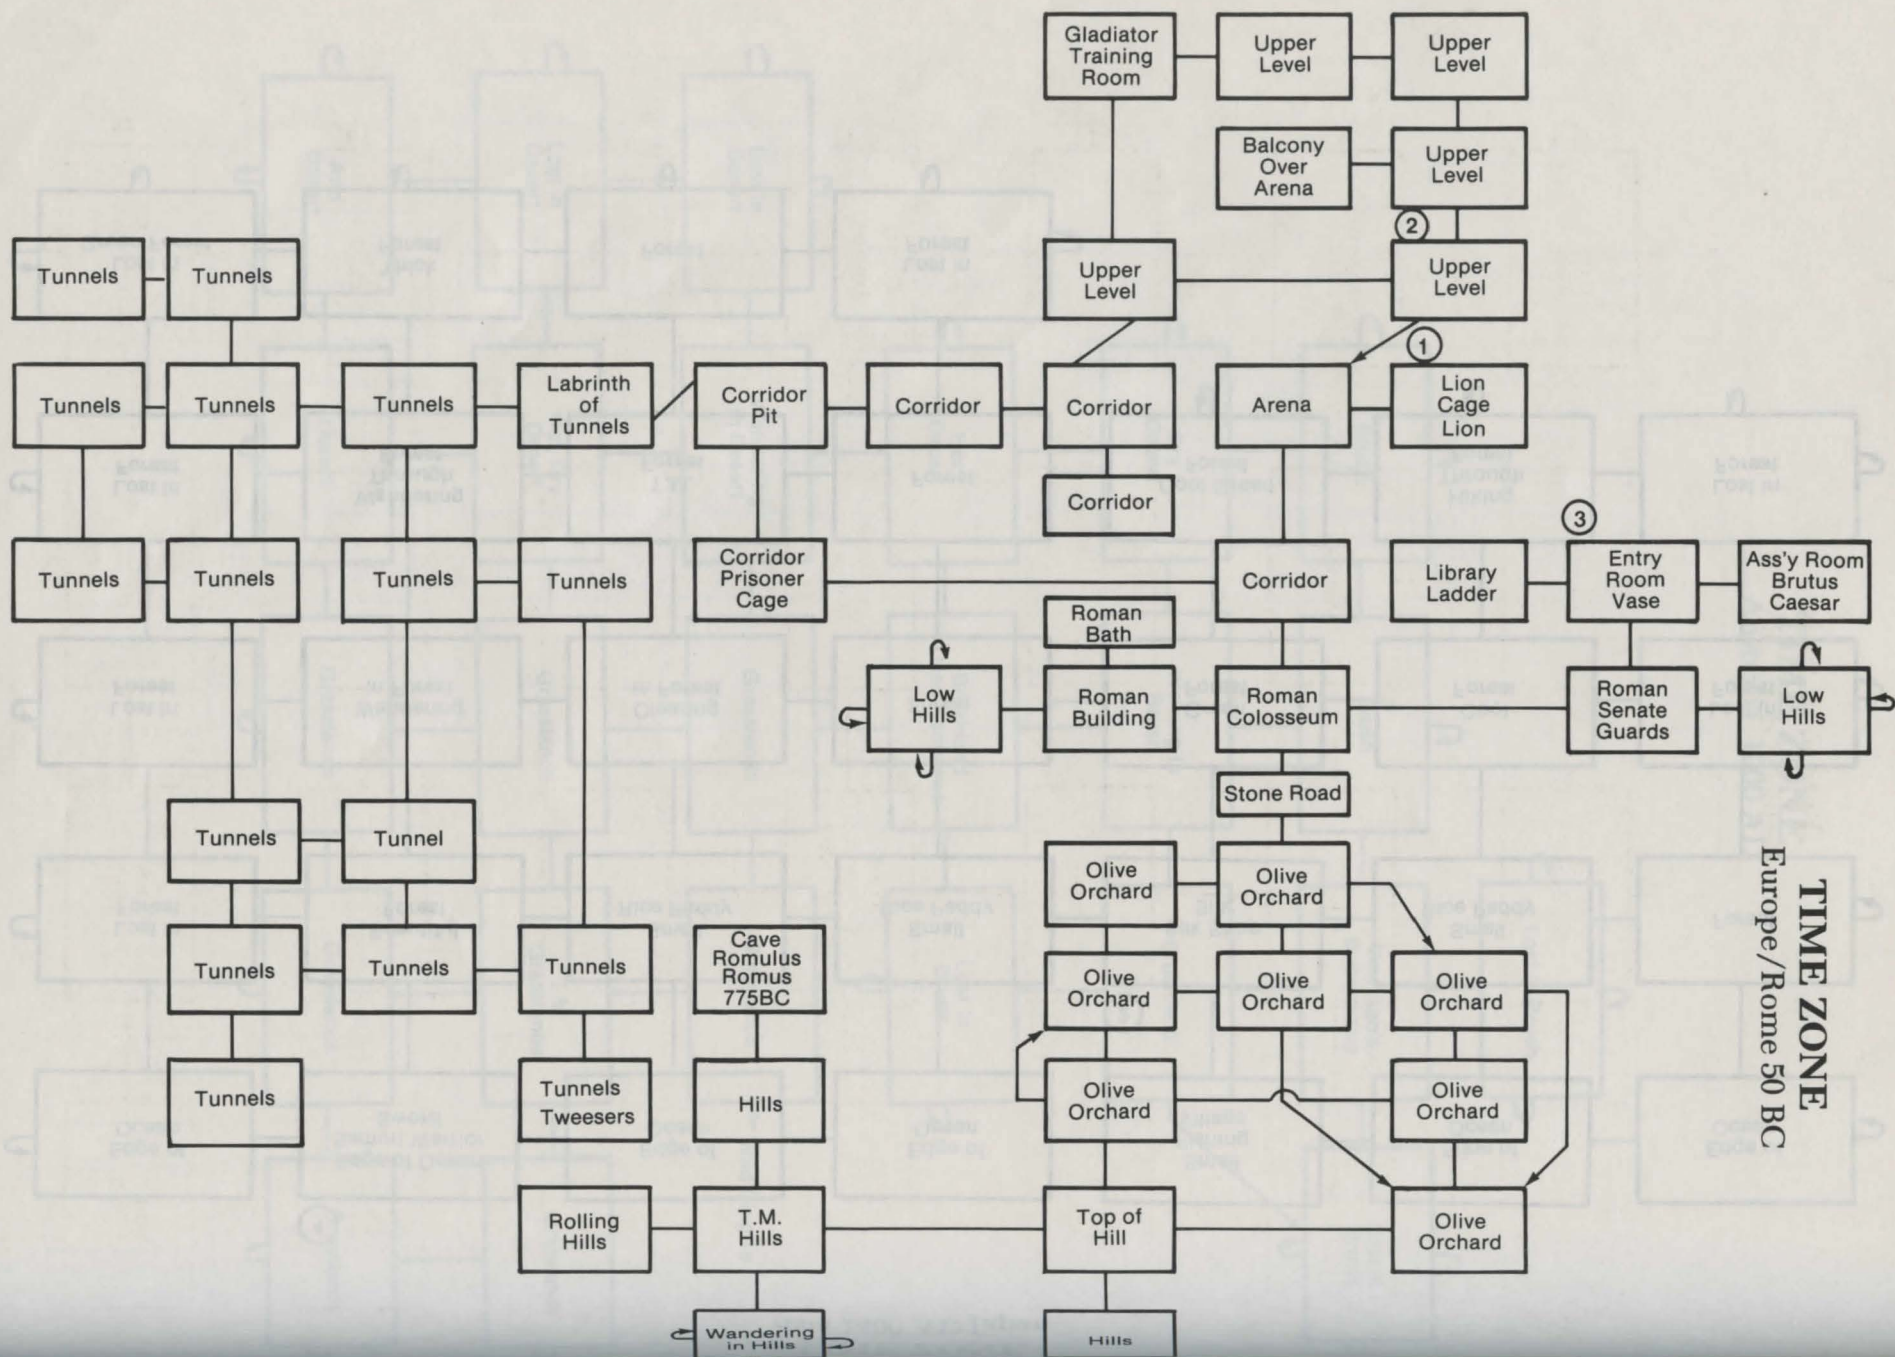 Gladiator
Training
Room
Upper
Level
Upper
Level
Balcony
Over
Arena
Upper
Level
2
Tunnels
Tunnels
Upper
Level
Upper
Level
1
Tunnels
Tunnels
Tunnels
Labrinth
of
Tunnels
Corridor
Pit
Corridor
Corridor
Arena
Lion
Cage
Lion
Corridor
3
Tunnels
Tunnels
Tunnels
Tunnels
Corridor
Prisoner
Cage
Corridor
Library
Ladder
Entry
Room
Vase
Ass'y Room
Brutus
Caesar
Roman
Bath
Low
Hills
Roman
Building
Roman
Colosseum
Roman
Senate
Guards
Low
Hills
Stone Road
Tunnels
Tunnel
Olive
Orchard
Olive
Orchard
Tunnels
Tunnels
Tunnels
Cave
Romulus
Romus
775BC
Olive
Orchard
Olive
Orchard
Olive
Orchard
Tunnels
Tunnels
Tweesers
Hills
Olive
Orchard
Olive
Orchard
Rolling
Hills
T.M.
Hills
Top of
Hill
Olive
Orchard
Wandering
in Hills
Hills
TIME ZONE
Europe/Rome 50 BC